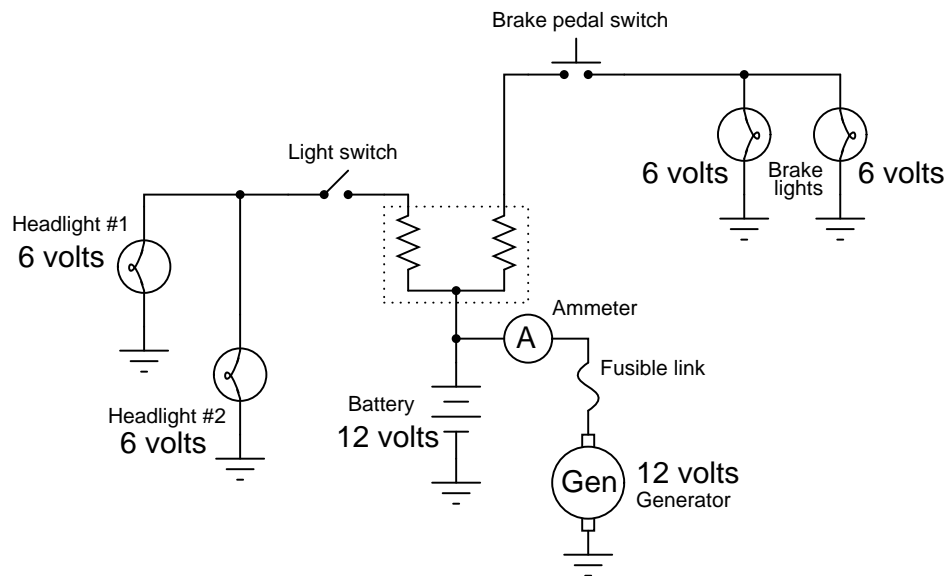 Brake pedal switch
Light switch
6 volts
Brake
lights
6 volts
Headlight #1
6 volts
Ammeter
A
Fusible link
Headlight #2
6 volts
Battery
12 volts
Gen
12 volts
Generator